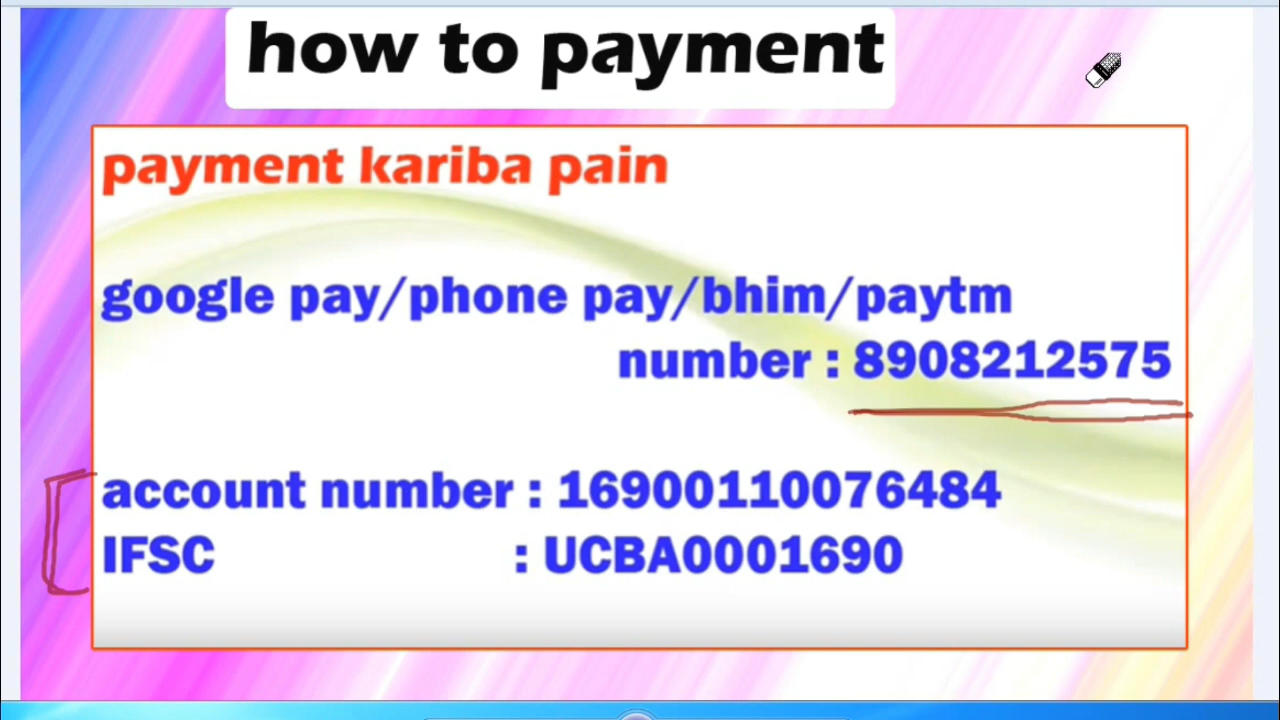 how to payment
payment kariba pain
google pay/phone pay/bhim/paytm
number : 8908212575
account number : 16900110076484
IFSC : UCBA0001690